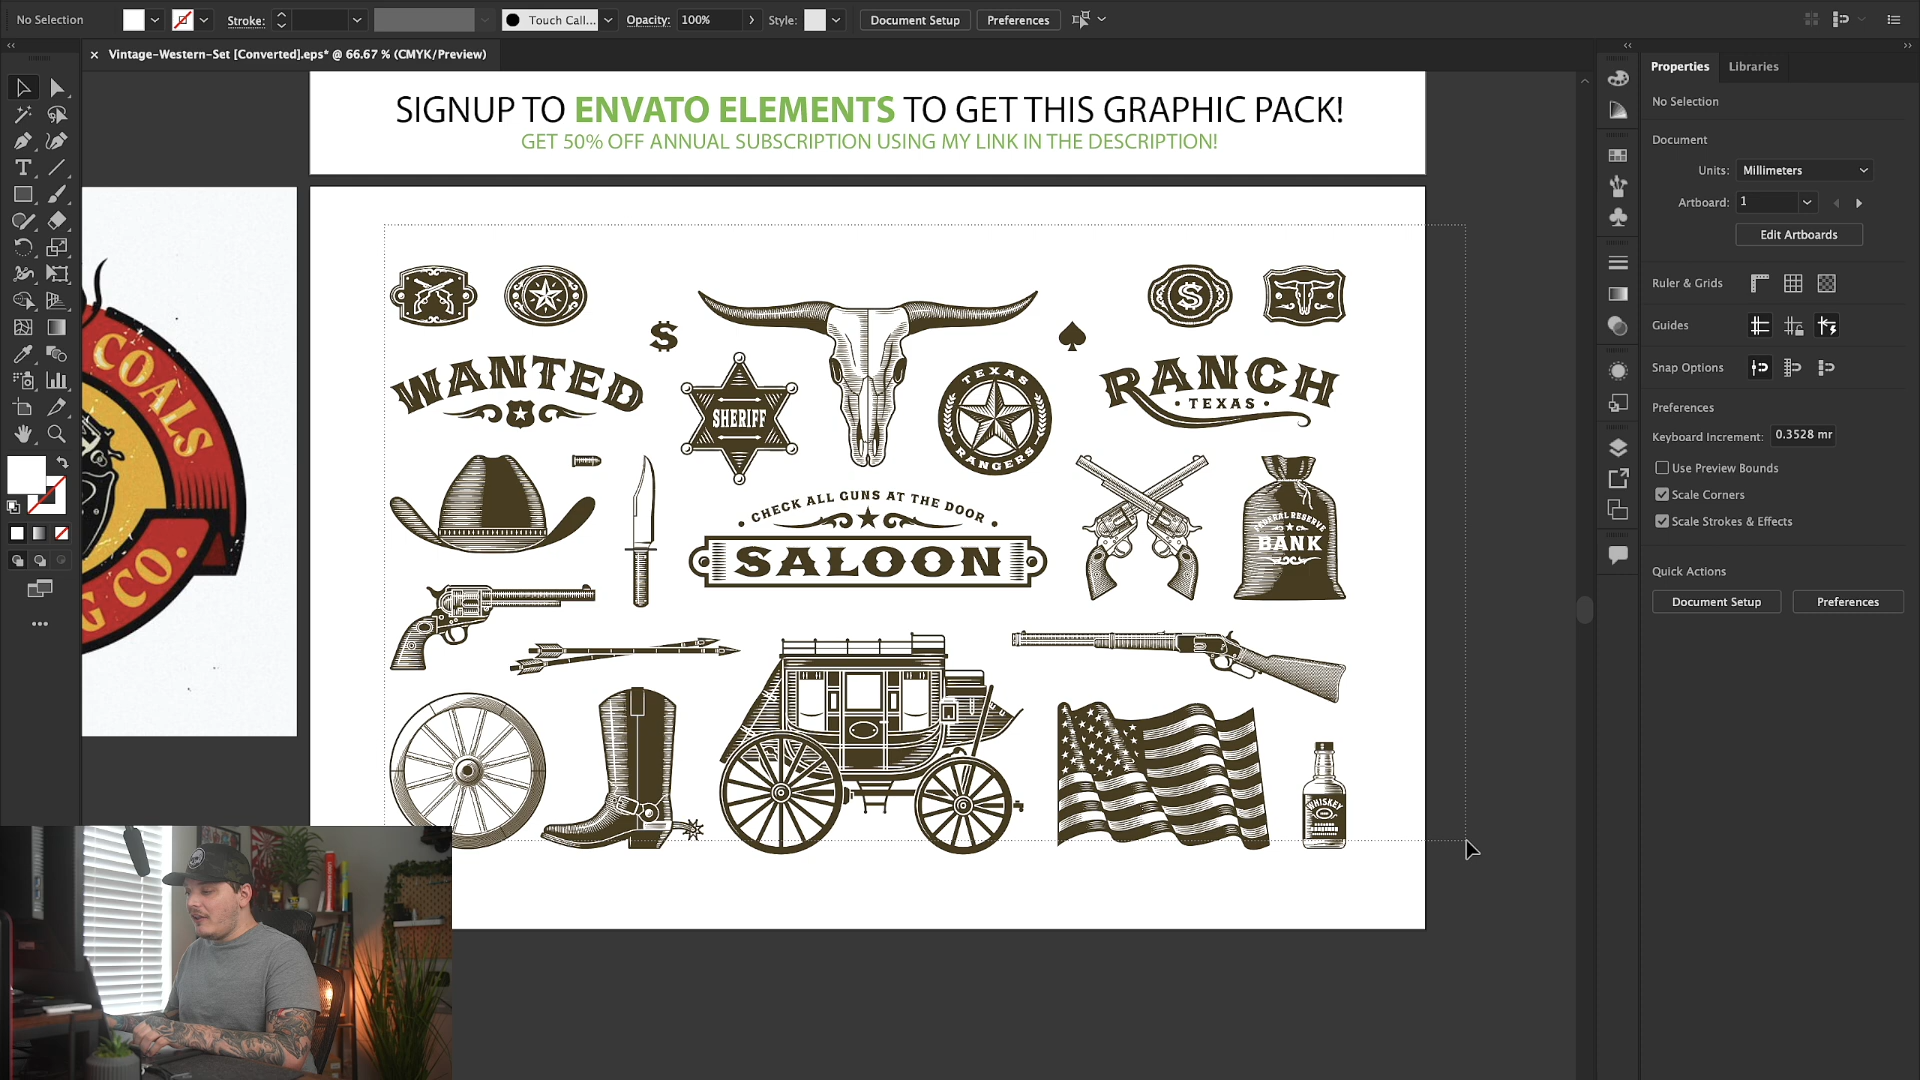 No Selection
Stroke:
Touch Call...
Opacity:
100%
Style:
Document Setup
Preferences
Vintage-Western-Set [Converted].eps* @ 66.67 % (CMYK/Preview)
Properties
Libraries
No Selection
Document
Units:
Millimeters
Artboard:
1
Edit Artboards
Ruler & Grids
Guides
Snap Options
Preferences
Keyboard Increment:
0.3528 mr
Use Preview Bounds
Scale Corners
Scale Strokes & Effects
Quick Actions
Document Setup
Preferences
SIGNUP TO ENVATO ELEMENTS TO GET THIS GRAPHIC PACK!
GET 50% OFF ANNUAL SUBSCRIPTION USING MY LINK IN THE DESCRIPTION!
COALS
G CO.
$
$
WANTED
SHERIFF
TEXAS
RANGERS
RANCH
• TEXAS •
CHECK ALL GUNS AT THE DOOR
SALOON
FEDERAL RESERVE
BANK
WHISKEY